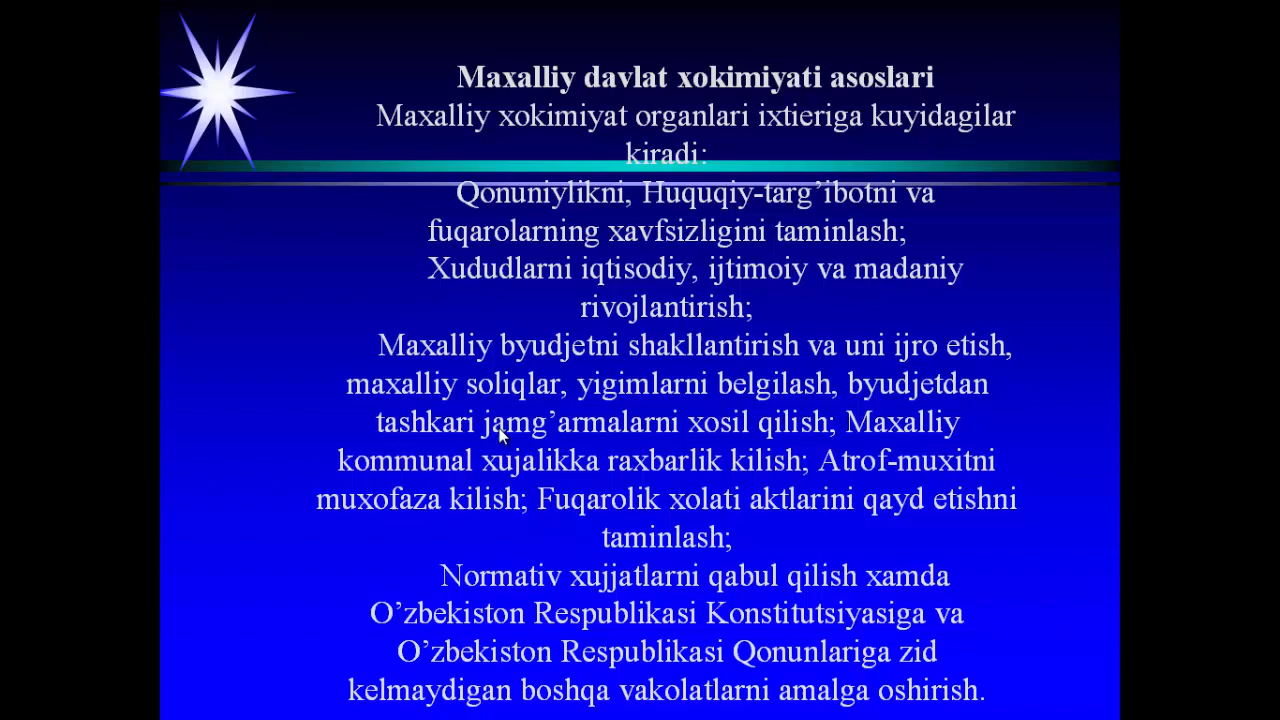 Maxalliy davlat xokimiyati asoslari
Maxalliy xokimiyat organlari ixtieriga kuyidagilar
kiradi:
Qonuniylikni, Huquqiy-targ’ibotni va
fuqarolarning xavfsizligini taminlash;
Xududlarni iqtisodiy, ijtimoiy va madaniy
rivojlantirish;
Maxalliy byudjetni shakllantirish va uni ijro etish,
maxalliy soliqlar, yigimlarni belgilash, byudjetdan
tashkari jamg’armalarni xosil qilish; Maxalliy
kommunal xujalikka raxbarlik kilish; Atrof-muxitni
muxofaza kilish; Fuqarolik xolati aktlarini qayd etishni
taminlash;
Normativ xujjatlarni qabul qilish xamda
O’zbekiston Respublikasi Konstitutsiyasiga va
O’zbekiston Respublikasi Qonunlariga zid
kelmaydigan boshqa vakolatlarni amalga oshirish.